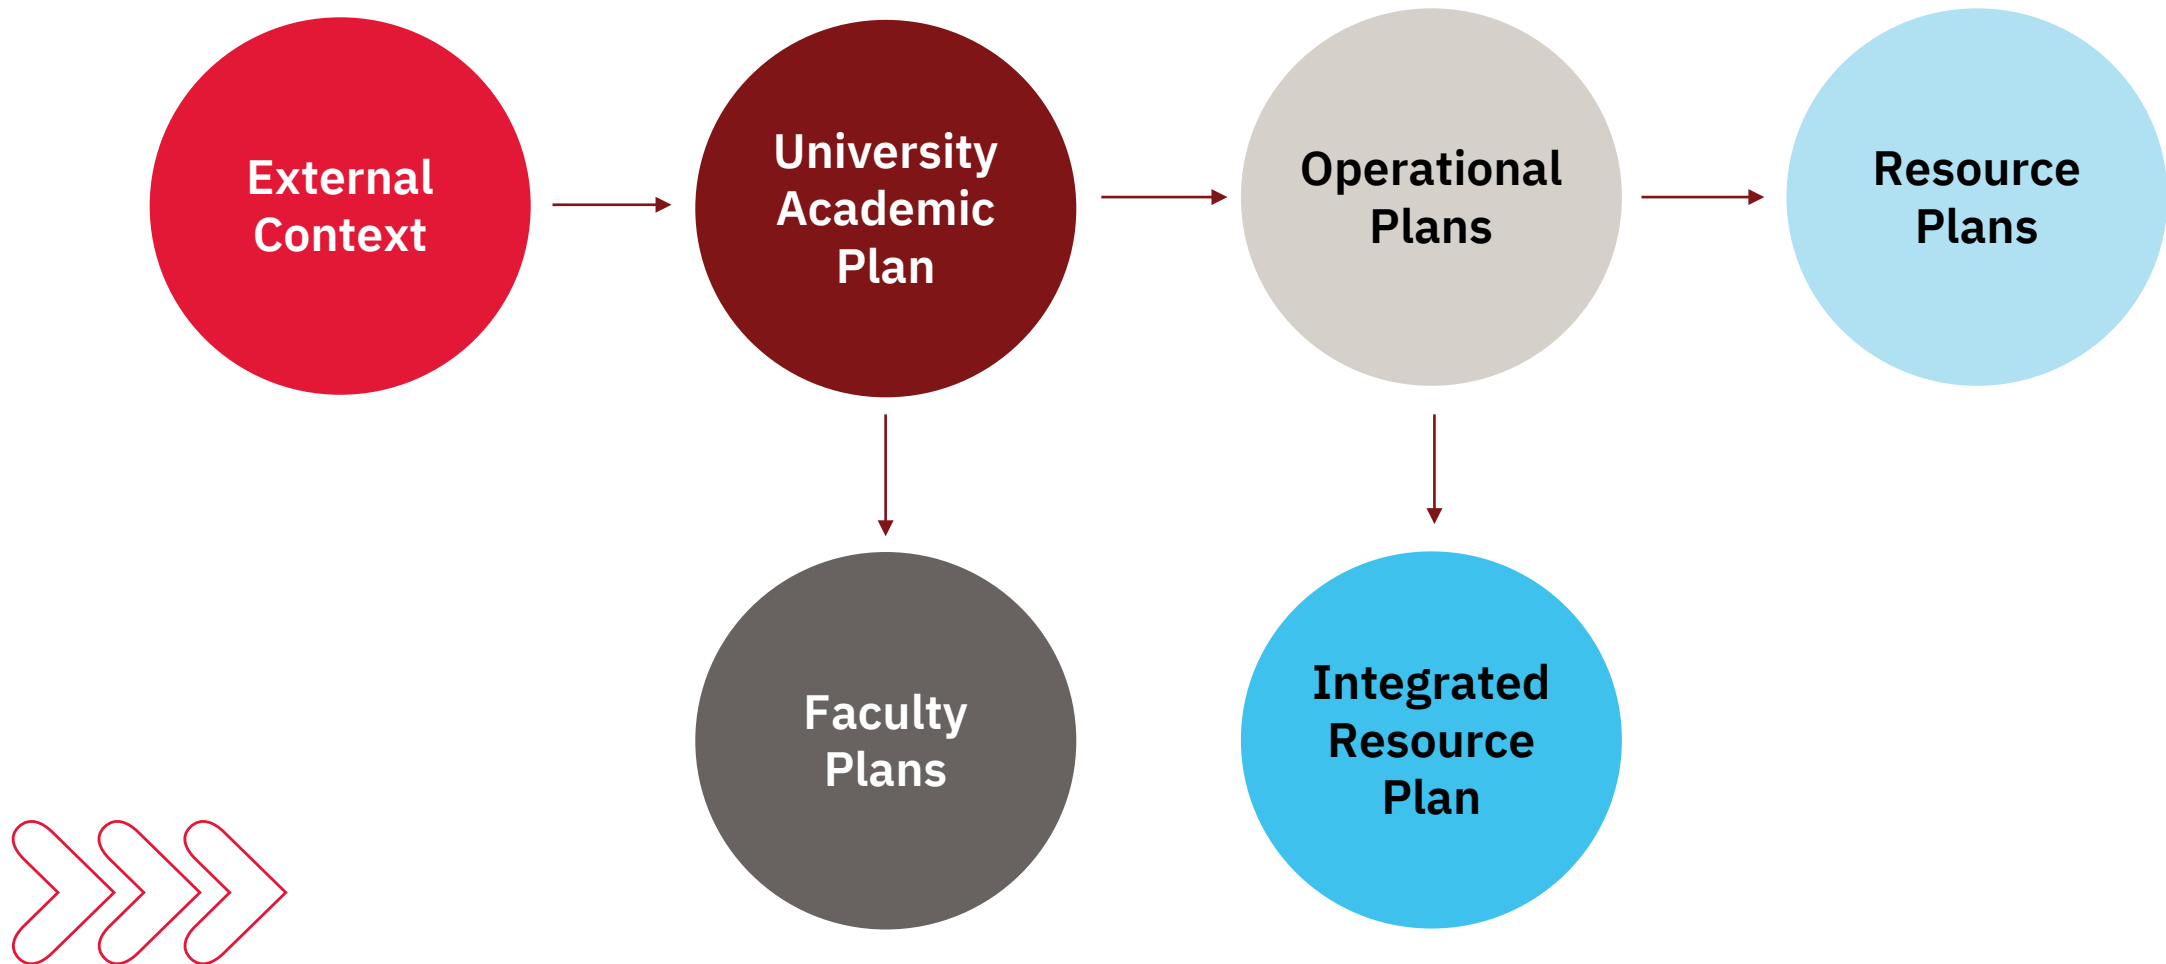 External
Context
University
Academic
Plan
Operational
Plans
Resource
Plans
Faculty
Plans
Integrated
Resource
Plan